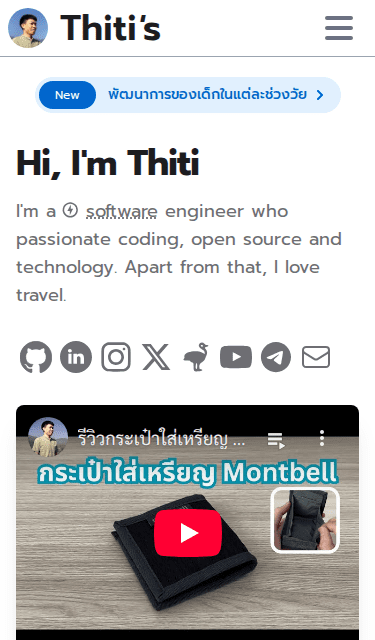 Thiti's
New พัฒนาการของเด็กในแต่ละช่วงวัย
Hi, I'm Thiti
I'm a software engineer who
passionate coding, open source and
technology. Apart from that, I love
travel.
รีวิวกระเป๋าใส่เหรียญ ...
กระเป๋าใส่เหรียญ Montbell